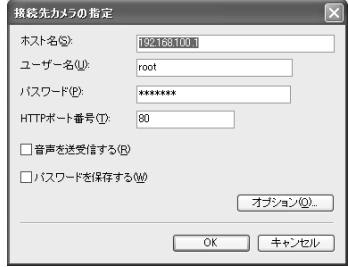 接続先カメラの指定
ホスト名(S): 192.168.100.1
ユーザー名(U): root
パスワード(P): *******
HTTPポート番号(T): 80
音声を送受信する(R)
パスワードを保存する(W)
オプション(O)...
OK キャンセル